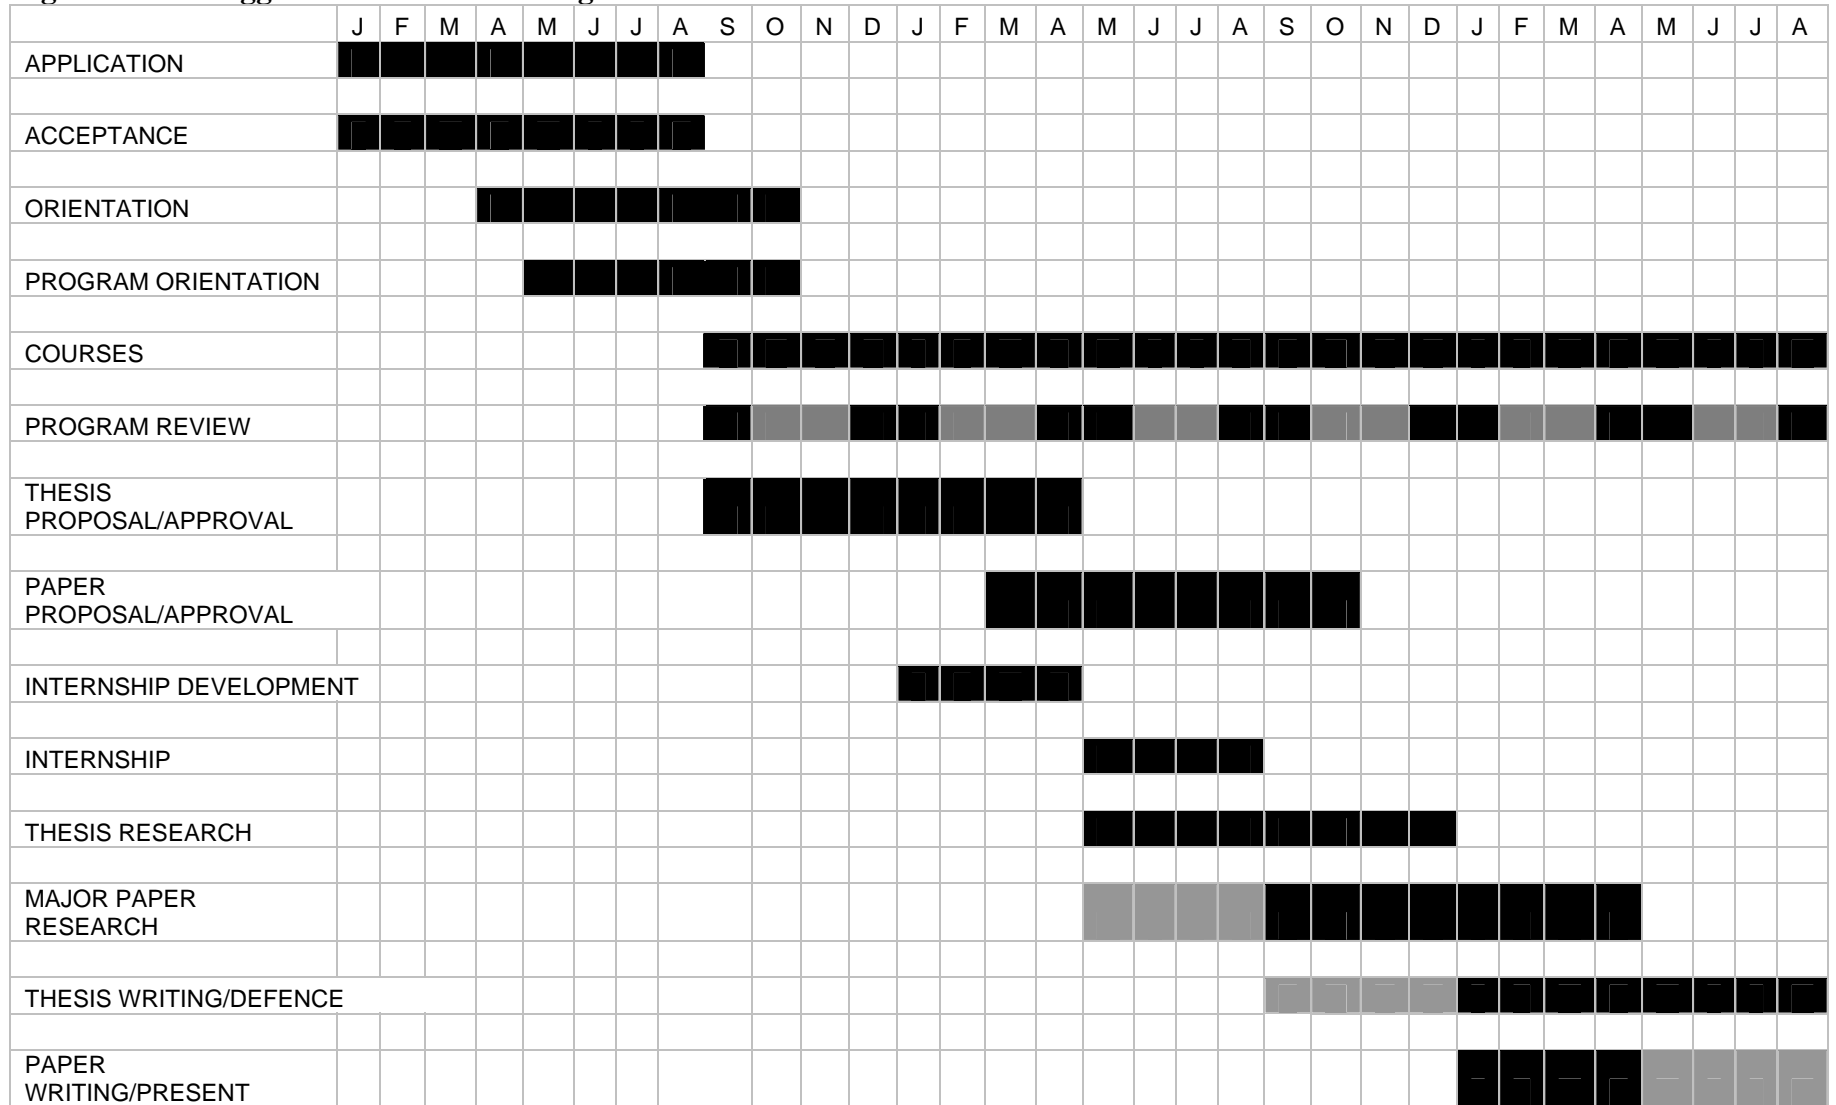 J F M A M J J A S O N D J F M A M J J A S O N D J F M A M J J A
APPLICATION
ACCEPTANCE
ORIENTATION
PROGRAM ORIENTATION
COURSES
PROGRAM REVIEW
THESIS
PROPOSAL/APPROVAL
PAPER
PROPOSAL/APPROVAL
INTERNSHIP DEVELOPMENT
INTERNSHIP
THESIS RESEARCH
MAJOR PAPER
RESEARCH
THESIS WRITING/DEFENCE
PAPER
WRITING/PRESENT